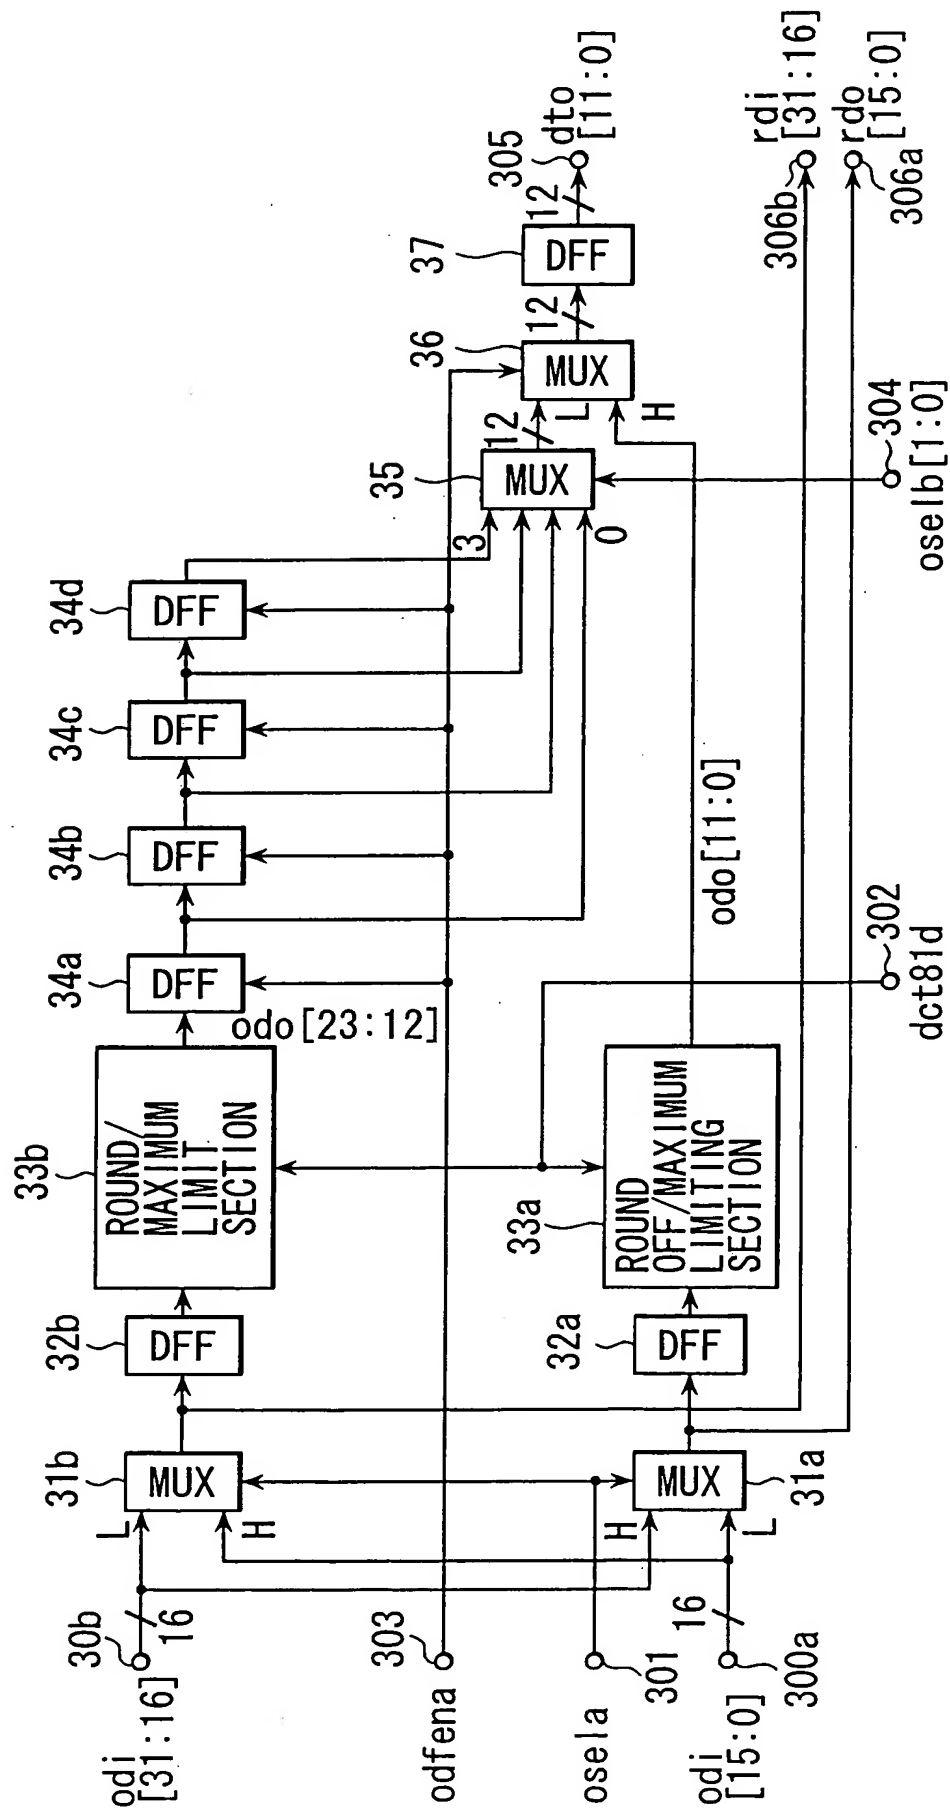 odi
[31:16]
30b
16
L
H
31b
MUX
32b
DFF
33b
ROUND/
MAXIMUM
LIMIT
SECTION
odo[23:12]
34a
DFF
34b
DFF
34c
DFF
34d
DFF
3
0
35
MUX
12
L
H
36
MUX
12
37
DFF
12
305
dto
[11:0]
odfena
303
osela
301
odi
[15:0]
300a
16
H
L
31a
MUX
32a
DFF
33a
ROUND
OFF/MAXIMUM
LIMITING
SECTION
odo[11:0]
302
dct81d
304
oselb[1:0]
306b
rdi
[31:16]
rdo
[15:0]
306a